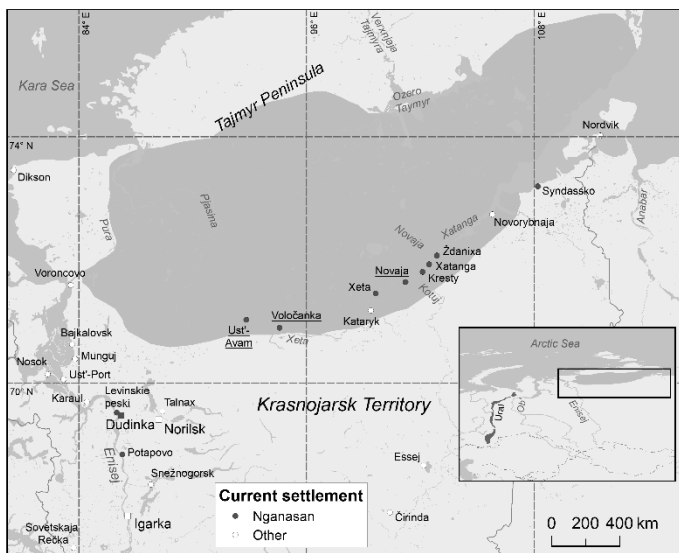 84° E
96° E
108° E
Verxnjaja
Tajmyra
Kara Sea
Ozero
Taymyr
Tajmyr Peninsula
Nordvik
74° N
Dikson
Syndassko
Anabar
Pjasina
Pura
Novaja
Xatanga
Novorybnaja
Ždanixa
Xatanga
Kresty
Kotuj
Voroncovo
Novaja
Xeta
Kataryk
Voločanka
Ust'-
Avam
Xeta
Bajkalovsk
Nosok
Munguj
Ust'-Port
70° N
Karaul
Levinskie
peski
Talnax
Dudinka
Norilsk
Krasnojarsk Territory
Arctic Sea
Ural
Ob
Enisej
Enisej
Potapovo
Snežnogorsk
Essej
Igarka
Čirinda
Sovetskaja
Rečka
Current settlement
Nganasan
Other
0 200 400 km